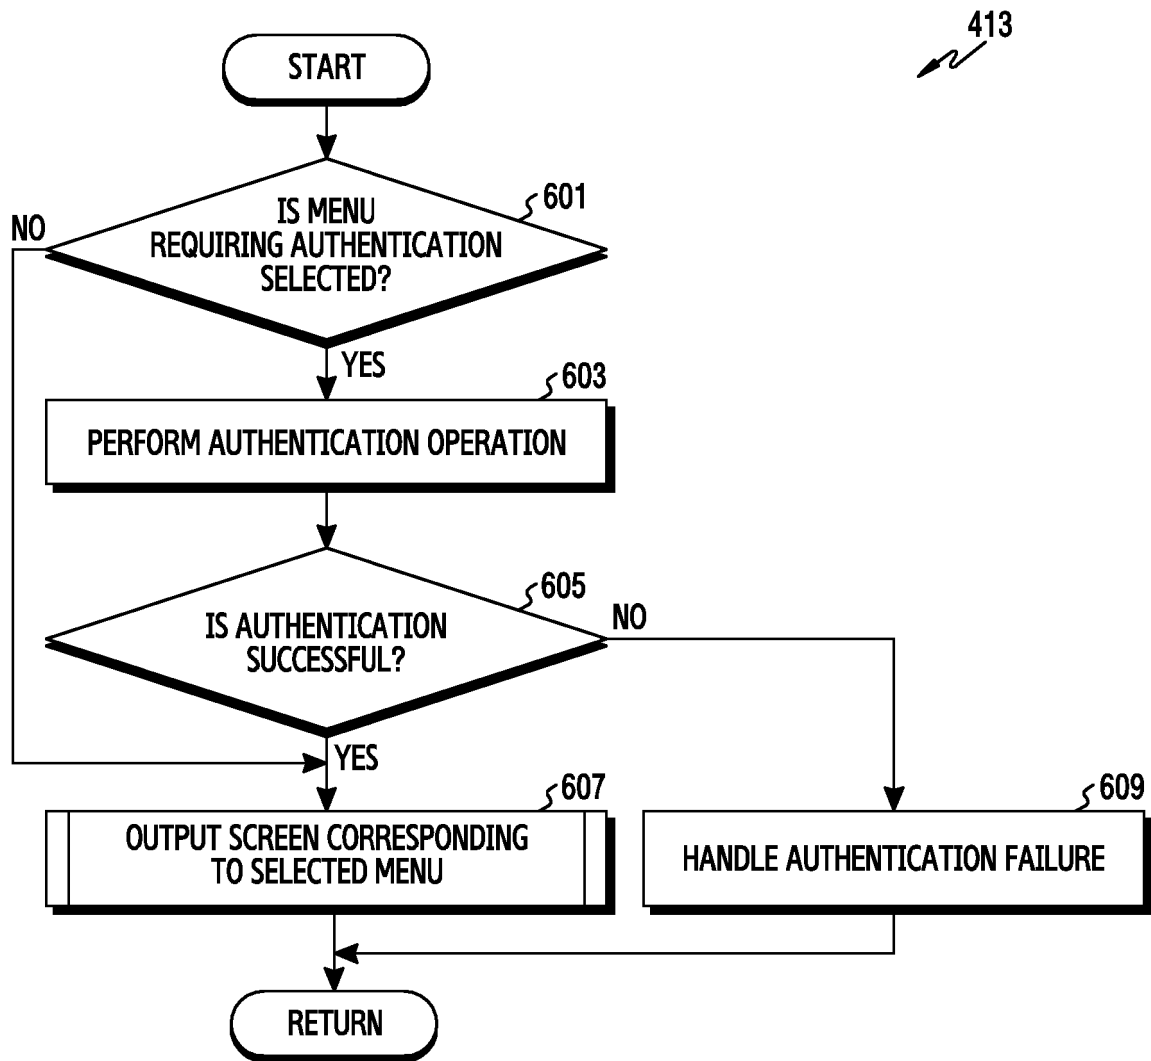 413
START
601
IS MENU
REQUIRING AUTHENTICATION
SELECTED?
NO
YES
603
PERFORM AUTHENTICATION OPERATION
605
IS AUTHENTICATION
SUCCESSFUL?
NO
YES
607
OUTPUT SCREEN CORRESPONDING
TO SELECTED MENU
609
HANDLE AUTHENTICATION FAILURE
RETURN